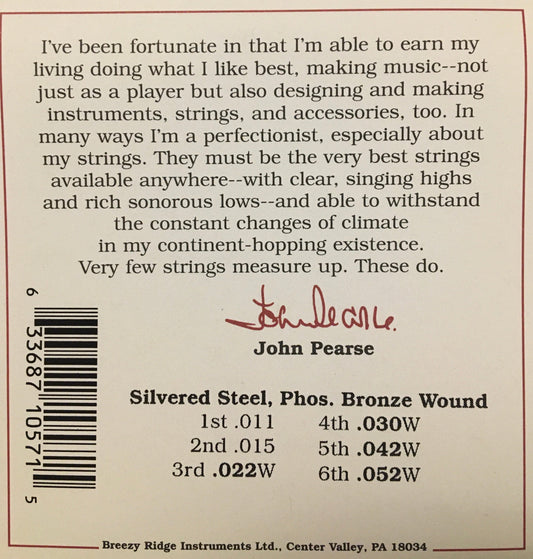 I've been fortunate in that I'm able to earn my
living doing what I like best, making music--not
just as a player but also designing and making
instruments, strings, and accessories, too. In
many ways I'm a perfectionist, especially about
my strings. They must be the very best strings
available anywhere--with clear, singing highs
and rich sonorous lows--and able to withstand
the constant changes of climate
in my continent-hopping existence.
Very few strings measure up. These do.
John Pearse
John Pearse
Silvered Steel, Phos. Bronze Wound
1st .011 4th .030W
2nd .015 5th .042W
3rd .022W 6th .052W
6 33687 10571 5
Breezy Ridge Instruments Ltd., Center Valley, PA 18034